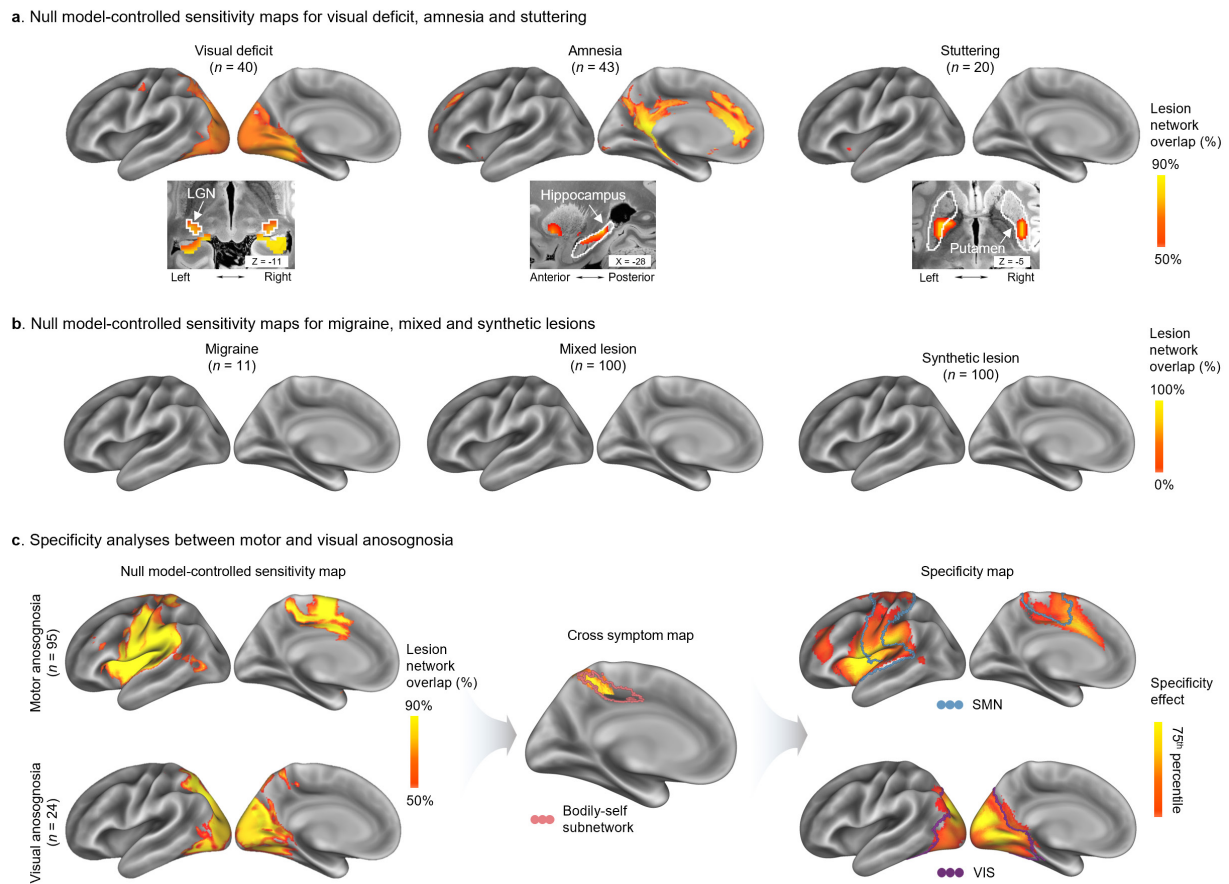 a. Null model-controlled sensitivity maps for visual deficit, amnesia and stuttering
Visual deficit
(n = 40)
Amnesia
(n = 43)
Stuttering
(n = 20)
Lesion
network
overlap (%)
90%
50%
LGN
Z = -11
Left
Right
Hippocampus
X = -28
Anterior
Posterior
Putamen
Z = -5
Left
Right
b. Null model-controlled sensitivity maps for migraine, mixed and synthetic lesions
Migraine
(n = 11)
Mixed lesion
(n = 100)
Synthetic lesion
(n = 100)
Lesion
network
overlap (%)
100%
0%
c. Specificity analyses between motor and visual anosognosia
Null model-controlled sensitivity map
Motor anosognosia
(n = 95)
Visual anosognosia
(n = 24)
Lesion
network
overlap (%)
90%
50%
Cross symptom map
Bodily-self
subnetwork
Specificity map
SMN
VIS
Specificity
effect
75th percentile